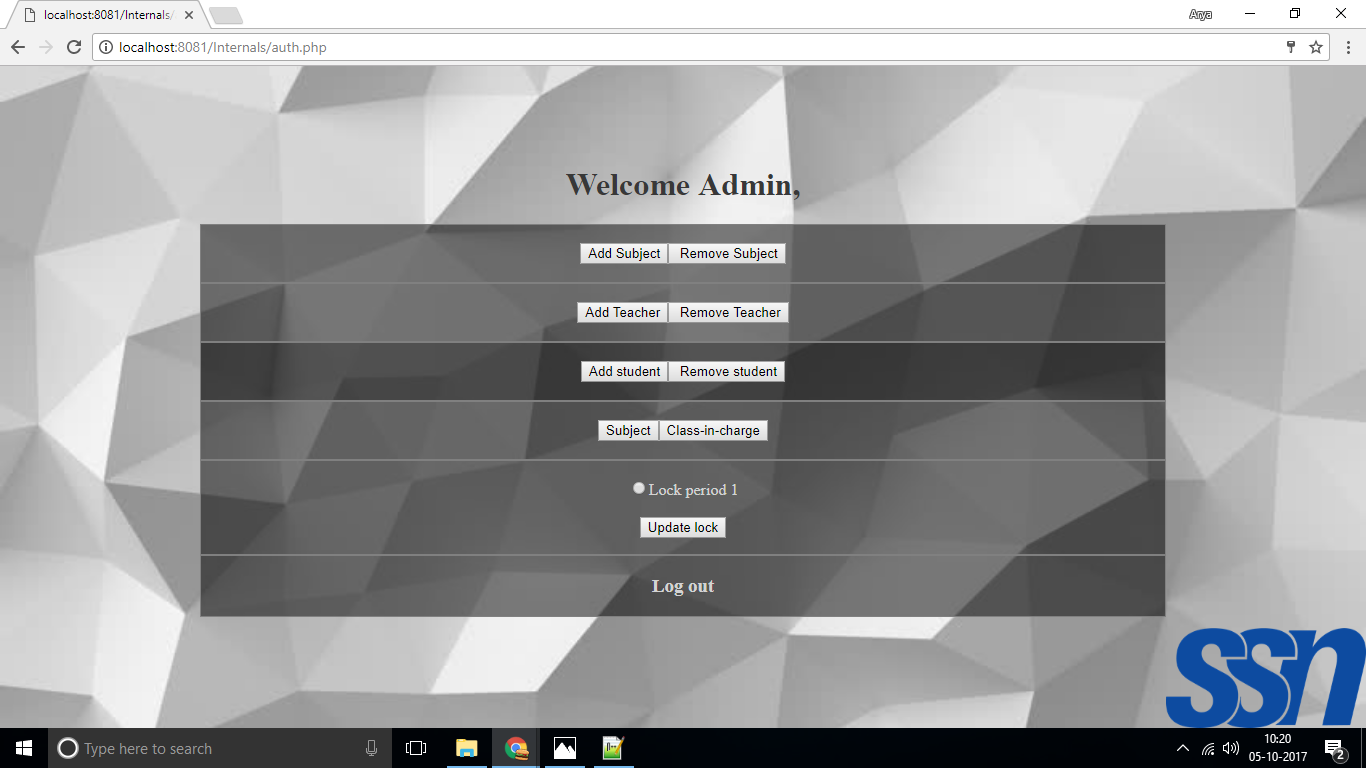 localhost:8081/Internals/
Arya
localhost:8081/Internals/auth.php
Welcome Admin,
Add Subject Remove Subject
Add Teacher Remove Teacher
Add student Remove student
Subject Class-in-charge
Lock period 1
Update lock
Log out
ssn
Type here to search
10:20
05-10-2017
2